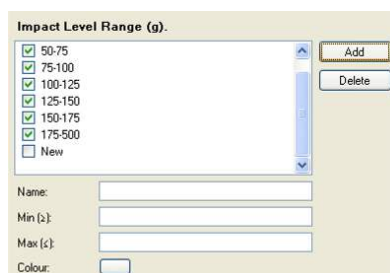 Impact Level Range (g).
50-75
75-100
100-125
125-150
150-175
175-500
New
Add
Delete
Name:
Min (≥):
Max (≤):
Colour: